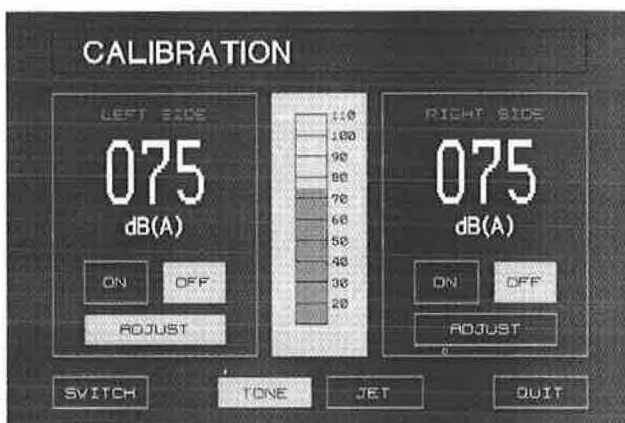 CALIBRATION
LEFT SIDE
075
dB(A)
ON OFF
ADJUST
110
100
90
80
70
60
50
40
30
20
RIGHT SIDE
075
dB(A)
ON OFF
ADJUST
SWITCH TONE JET QUIT